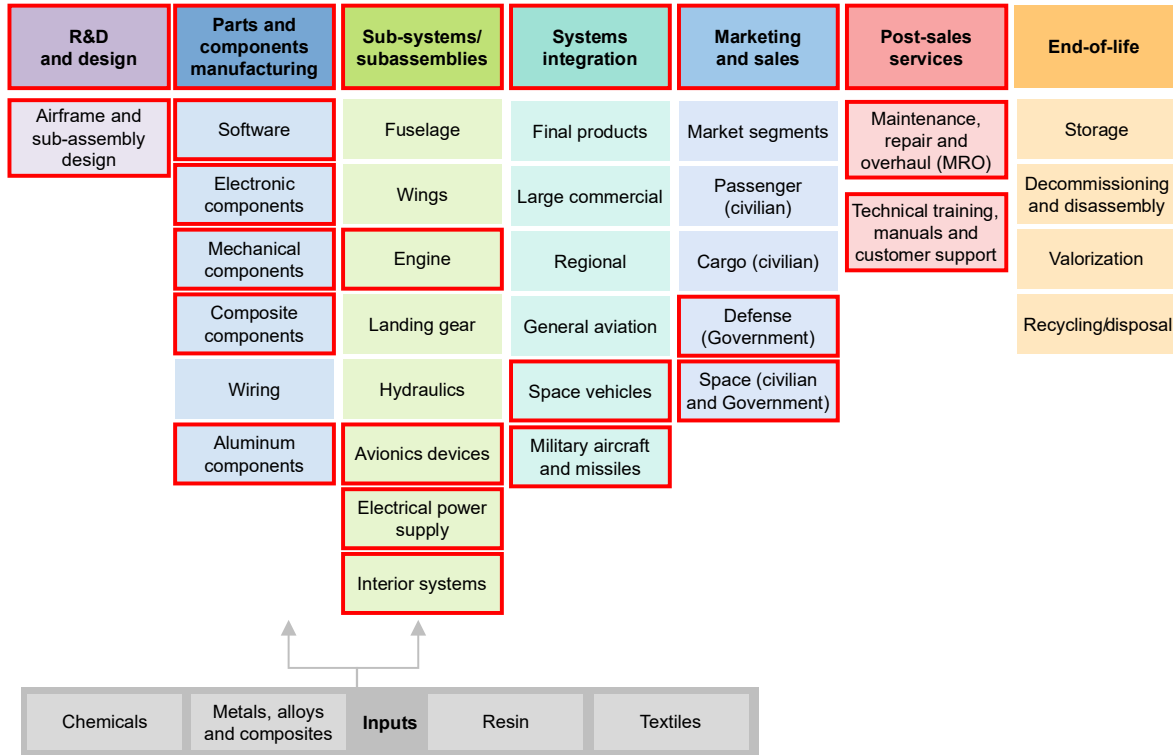 R&D
and design
Parts and
components
manufacturing
Sub-systems/
subassemblies
Systems
integration
Marketing
and sales
Post-sales
services
End-of-life
Airframe and
sub-assembly
design
Software
Electronic
components
Mechanical
components
Composite
components
Wiring
Aluminum
components
Fuselage
Wings
Engine
Landing gear
Hydraulics
Avionics devices
Electrical power
supply
Interior systems
Final products
Large commercial
Regional
General aviation
Space vehicles
Military aircraft
and missiles
Market segments
Passenger
(civilian)
Cargo (civilian)
Defense
(Government)
Space (civilian
and Government)
Maintenance,
repair and
overhaul (MRO)
Technical training,
manuals and
customer support
Storage
Decommissioning
and disassembly
Valorization
Recycling/disposal
Chemicals
Metals, alloys
and composites
Inputs
Resin
Textiles